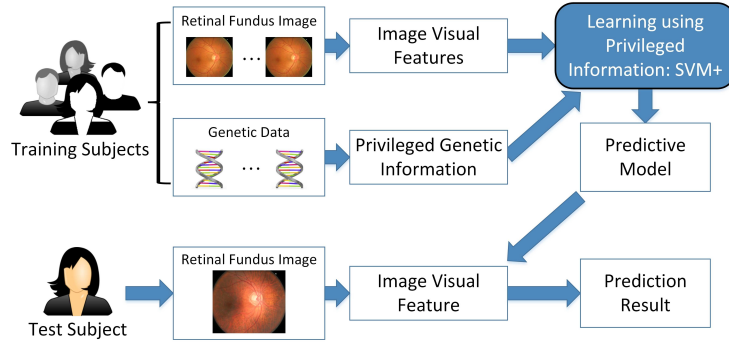 Retinal Fundus Image
Image Visual
Features
Learning using
Privileged
Information: SVM+
Training Subjects
Genetic Data
Privileged Genetic
Information
Predictive
Model
Retinal Fundus Image
Image Visual
Feature
Prediction
Result
Test Subject